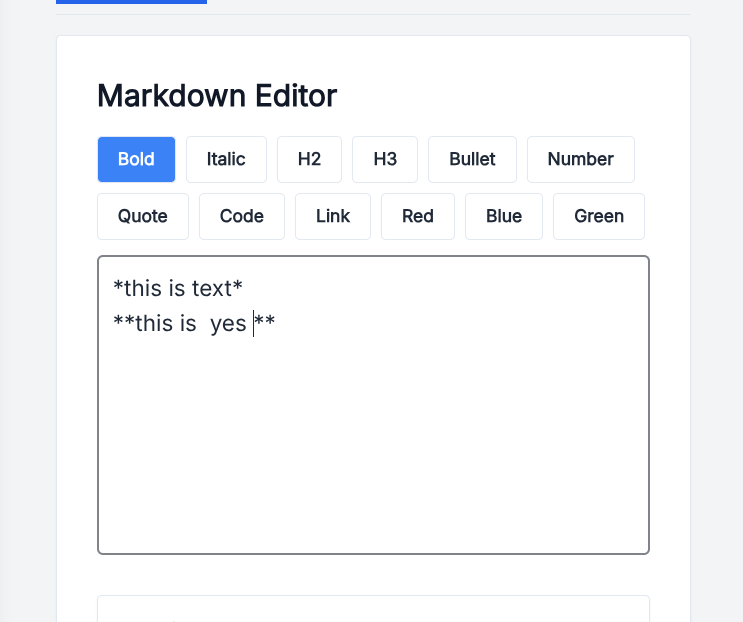 Markdown Editor
Bold Italic H2 H3 Bullet Number
Quote Code Link Red Blue Green
*this is text*
**this is  yes **